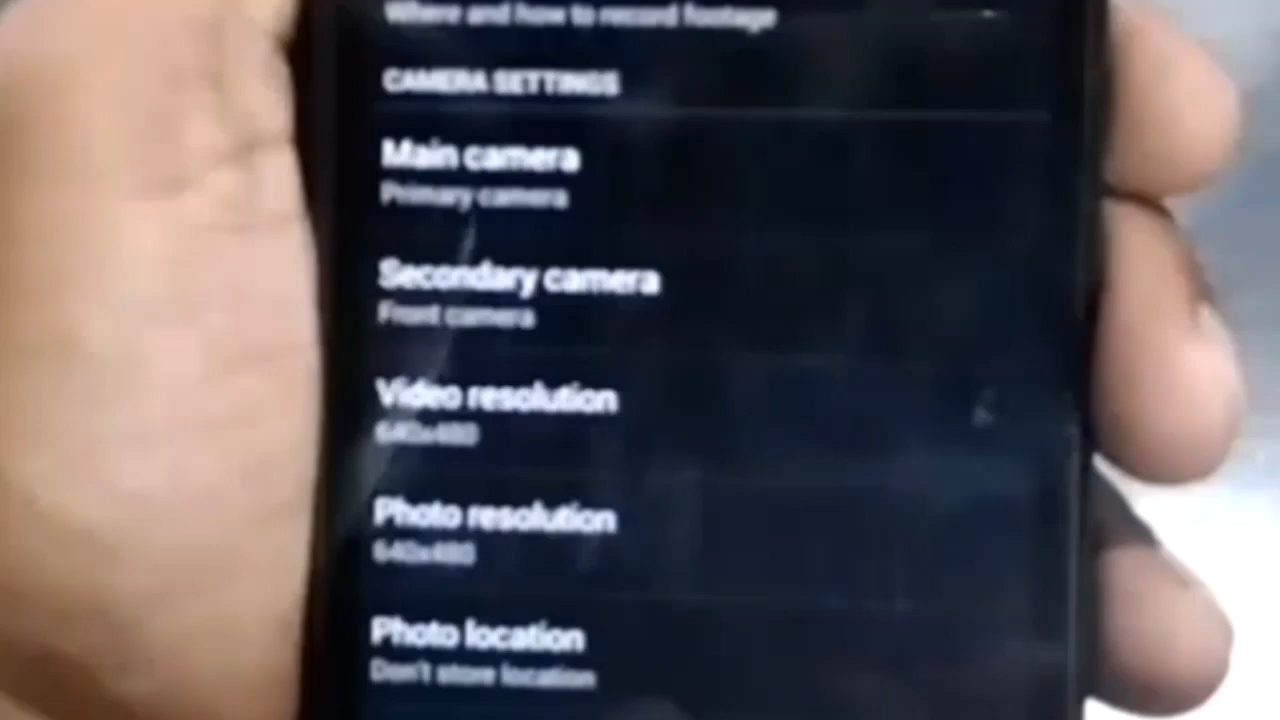 Where and how to record footage
CAMERA SETTINGS
Main camera
Primary camera
Secondary camera
Front camera
Video resolution
640x480
Photo resolution
640x480
Photo location
Don't store location